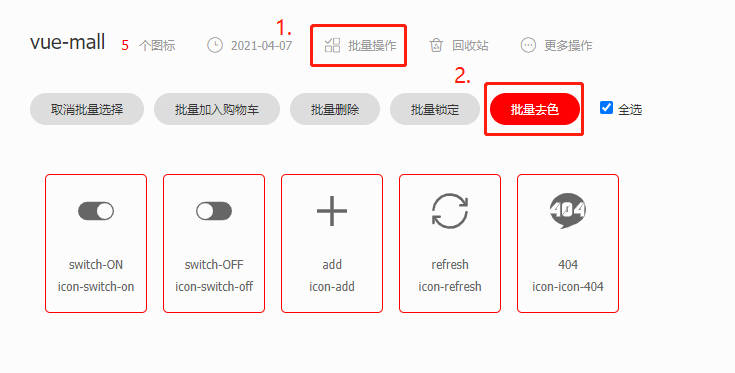 1.
vue-mall 5 个图标 2021-04-07 批量操作 回收站 更多操作
2.
取消批量选择 批量加入购物车 批量删除 批量锁定 批量去色 全选
404
switch-ON switch-OFF add refresh 404
icon-switch-on icon-switch-off icon-add icon-refresh icon-icon-404